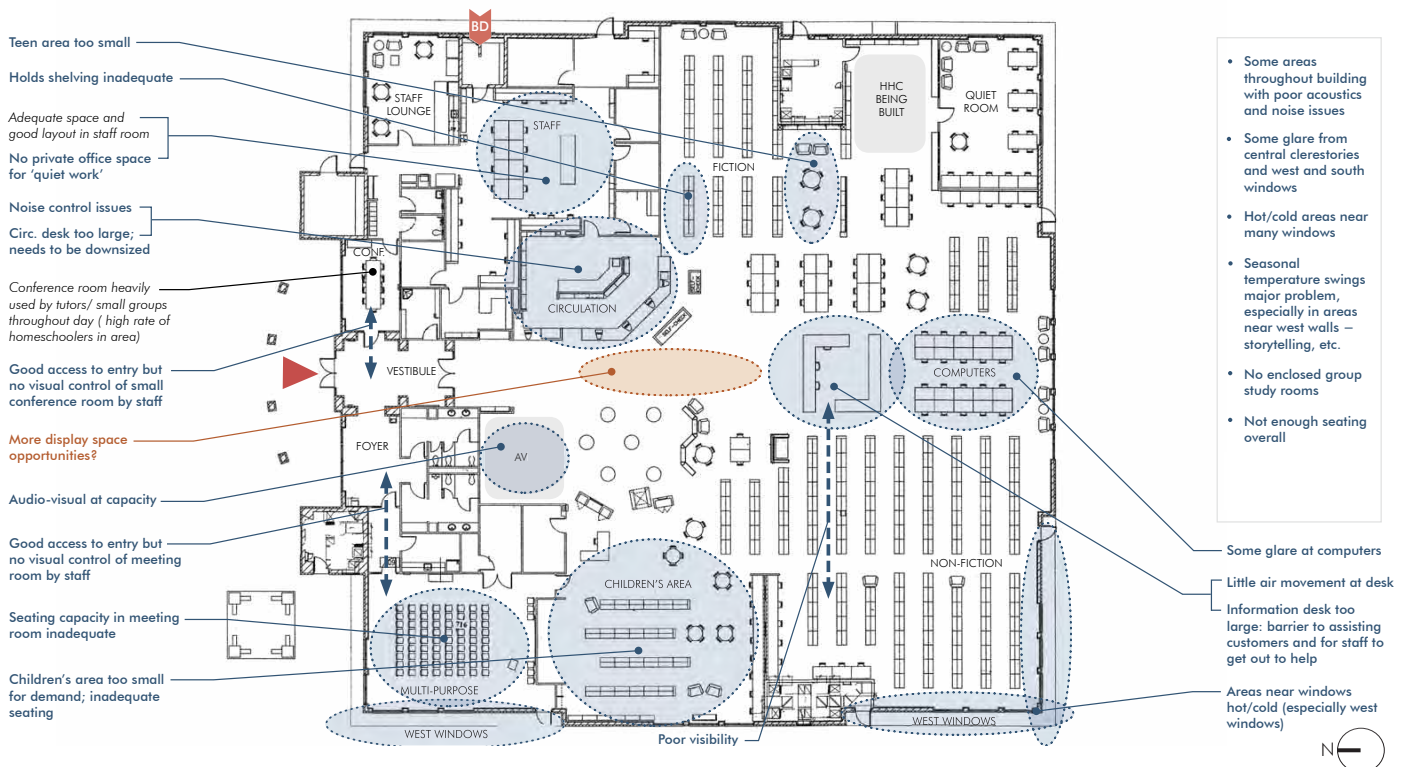 BD
Teen area too small
Holds shelving inadequate
Adequate space and
good layout in staff room
No private office space
for ‘quiet work’
Noise control issues
Circ. desk too large;
needs to be downsized
Conference room heavily
used by tutors/ small groups
throughout day ( high rate of
homeschoolers in area)
Good access to entry but
no visual control of small
conference room by staff
More display space
opportunities?
Audio-visual at capacity
Good access to entry but
no visual control of meeting
room by staff
Seating capacity in meeting
room inadequate
Children’s area too small
for demand; inadequate
seating
STAFF
LOUNGE
STAFF
FICTION
HHC
BEING
BUILT
QUIET
ROOM
CONF.
CIRCULATION
SELF-CHECK
VESTIBULE
COMPUTERS
FOYER
AV
CHILDREN’S AREA
NON-FICTION
MULTI-PURPOSE
WEST WINDOWS
WEST WINDOWS
Poor visibility
• Some areas
throughout building
with poor acoustics
and noise issues
• Some glare from
central clerestories
and west and south
windows
• Hot/cold areas near
many windows
• Seasonal
temperature swings
major problem,
especially in areas
near west walls –
storytelling, etc.
• No enclosed group
study rooms
• Not enough seating
overall
Some glare at computers
Little air movement at desk
Information desk too
large: barrier to assisting
customers and for staff to
get out to help
Areas near windows
hot/cold (especially west
windows)
N